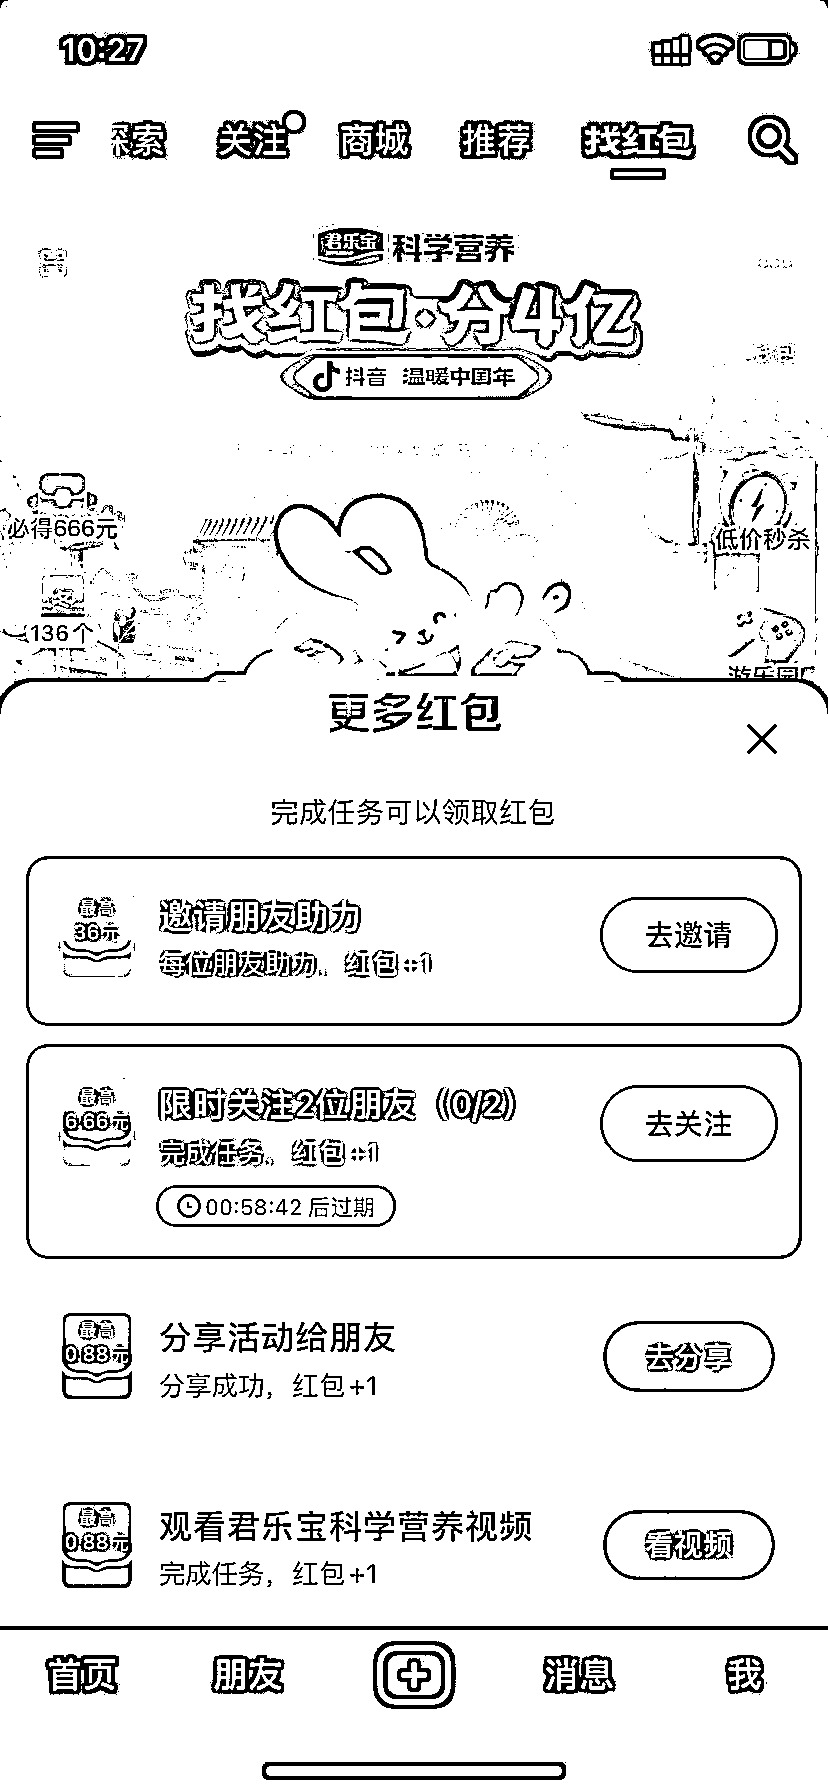 10:27
索 关注 商城 推荐 找红包
君乐宝 科学营养
找红包·分4亿
抖音 温暖中国年
必得666元
低价秒杀
136个
游乐园
更多红包
完成任务可以领取红包
最高
36元
邀请朋友助力
每位朋友助力，红包+1
去邀请
最高
6.66元
限时关注2位朋友（0/2）
完成任务，红包+1
00:58:42 后过期
去关注
最高
0.88元
分享活动给朋友
分享成功，红包+1
去分享
最高
0.88元
观看君乐宝科学营养视频
完成任务，红包+1
看视频
首页 朋友 消息 我